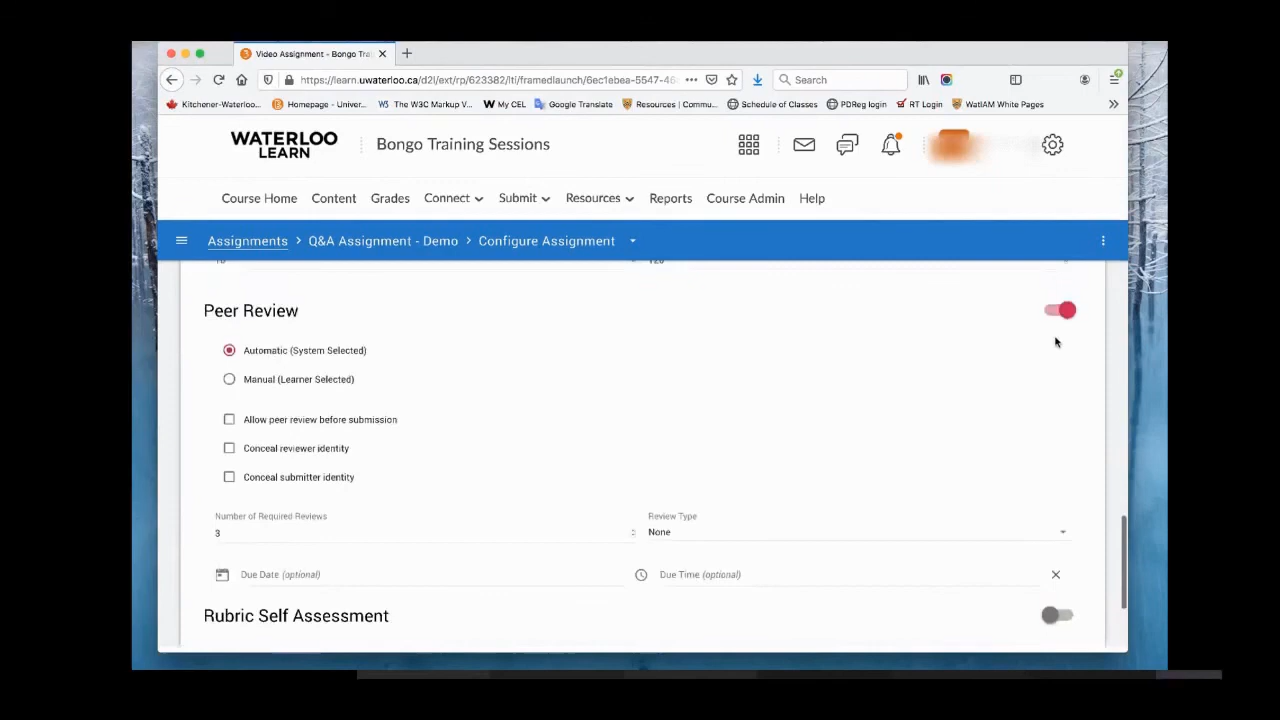 Video Assignment - Bongo Tra
https://learn.uwaterloo.ca/d2l/ext/rp/623382/lti/framedlaunch/6ec1ebea-5547-46
Search
Kitchener-Waterloo... Homepage - Univer... The W3C Markup V... My CEL Google Translate Resources | Commu... Schedule of Classes PDReg login RT Login WatIAM White Pages
WATERLOO
LEARN
Bongo Training Sessions
Course Home Content Grades Connect Submit Resources Reports Course Admin Help
Assignments > Q&A Assignment - Demo > Configure Assignment
Peer Review
Automatic (System Selected)
Manual (Learner Selected)
Allow peer review before submission
Conceal reviewer identity
Conceal submitter identity
Number of Required Reviews Review Type
3 None
Due Date (optional) Due Time (optional)
Rubric Self Assessment